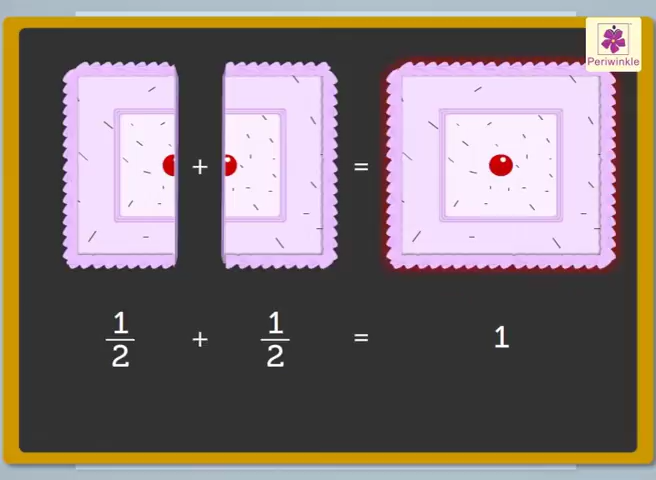 Periwinkle
+ =
1/2 + 1/2 = 1